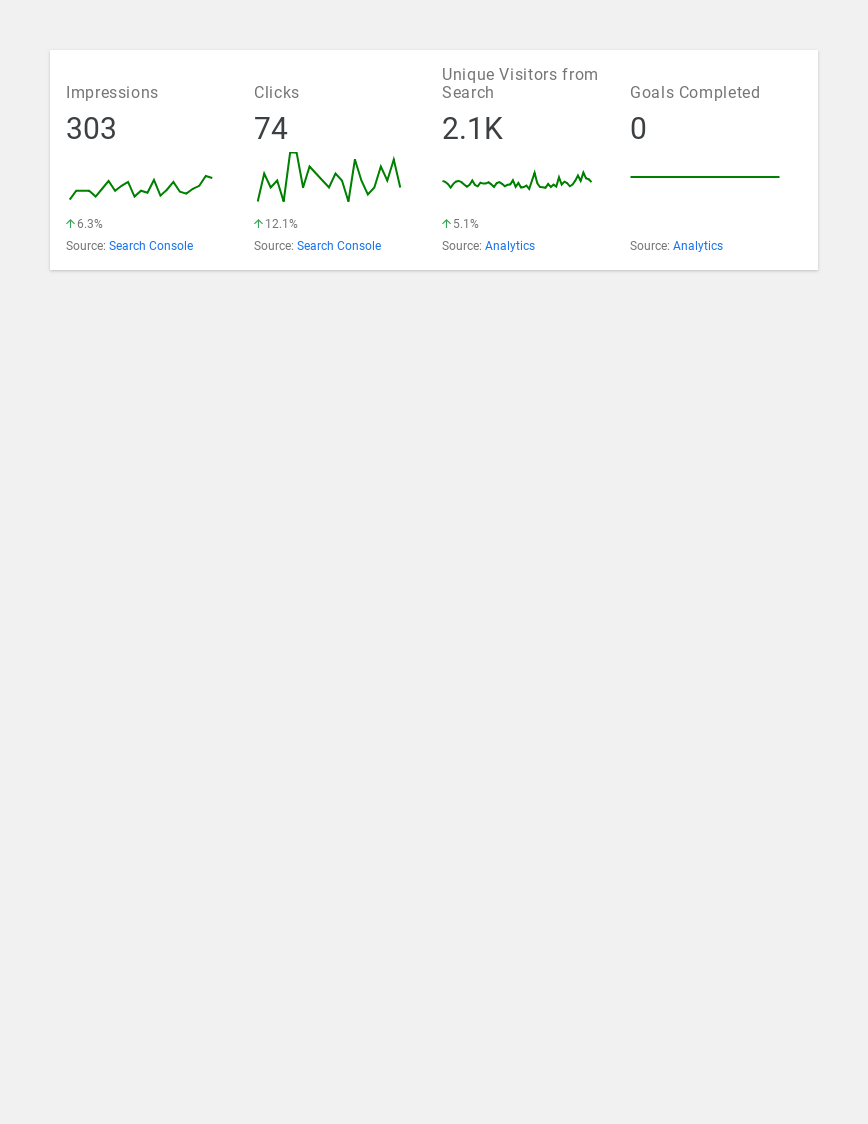 Impressions
303
6.3%
Source: Search Console
Clicks
74
12.1%
Source: Search Console
Unique Visitors from
Search
2.1K
5.1%
Source: Analytics
Goals Completed
0
Source: Analytics